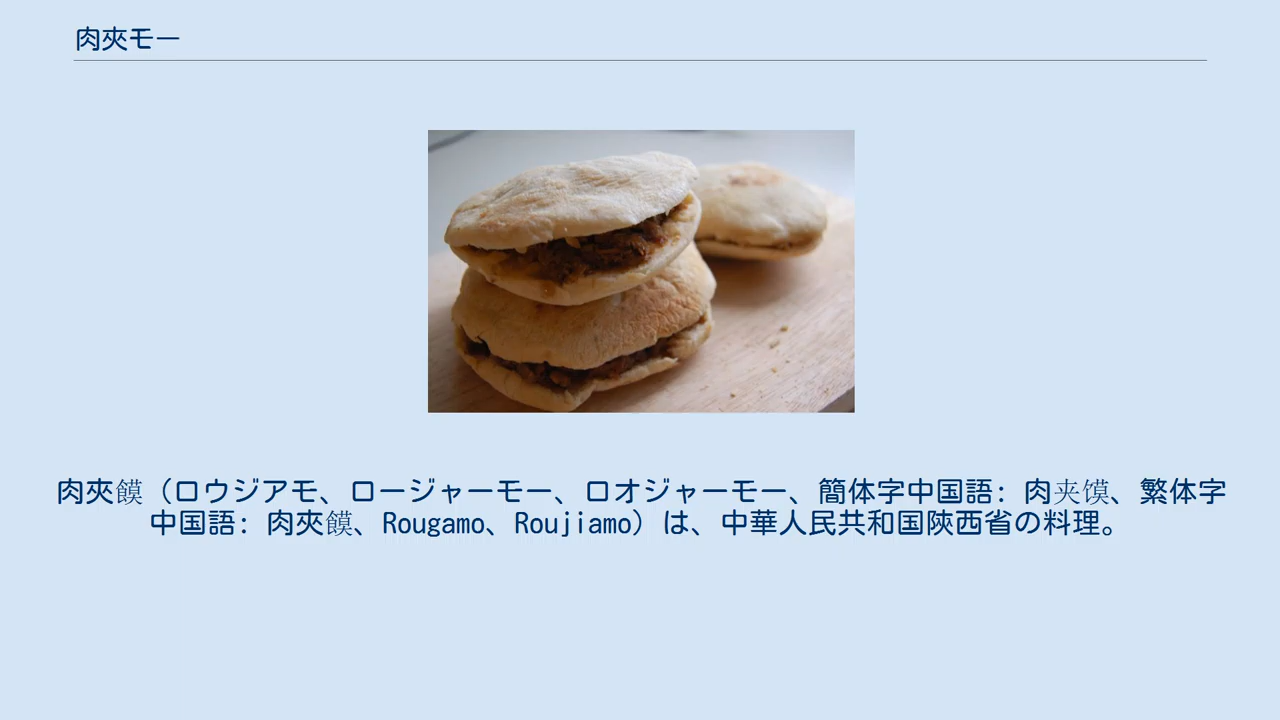 肉夾モー
肉夾饃（ロウジアモ、ロージャーモー、ロオジャーモー、簡体字中国語: 肉夹馍、繁体字
中国語: 肉夾饃、Rougamo、Roujiamo）は、中華人民共和国陝西省の料理。